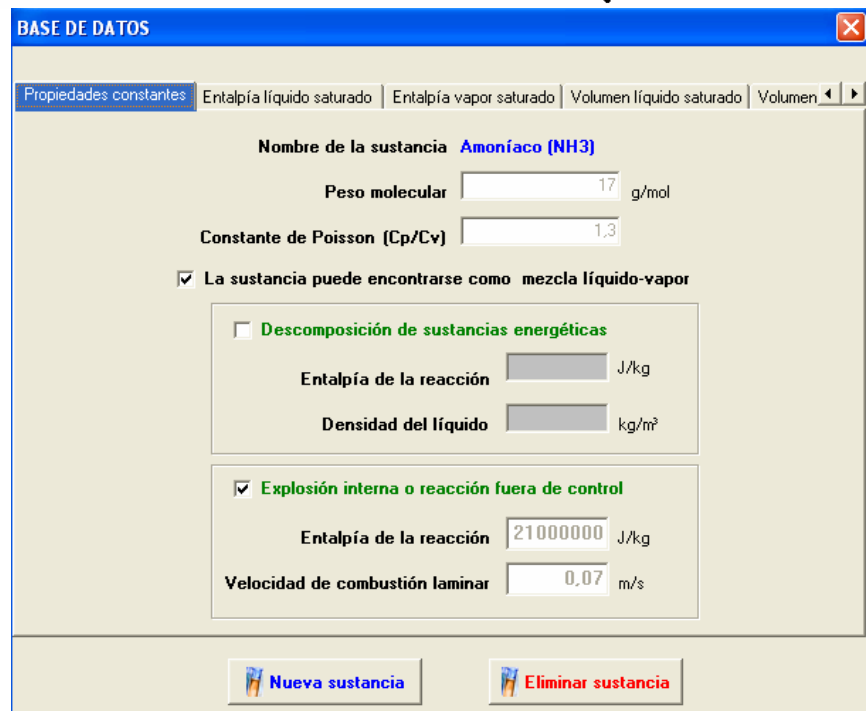 BASE DE DATOS
Propiedades constantes Entalpía líquido saturado Entalpía vapor saturado Volumen líquido saturado Volumen
Nombre de la sustancia Amoníaco (NH3)
Peso molecular 17 g/mol
Constante de Poisson (Cp/Cv) 1,3
La sustancia puede encontrarse como mezcla líquido-vapor
Descomposición de sustancias energéticas
Entalpía de la reacción J/kg
Densidad del líquido kg/m³
Explosión interna o reacción fuera de control
Entalpía de la reacción 21000000 J/kg
Velocidad de combustión laminar 0,07 m/s
Nueva sustancia Eliminar sustancia